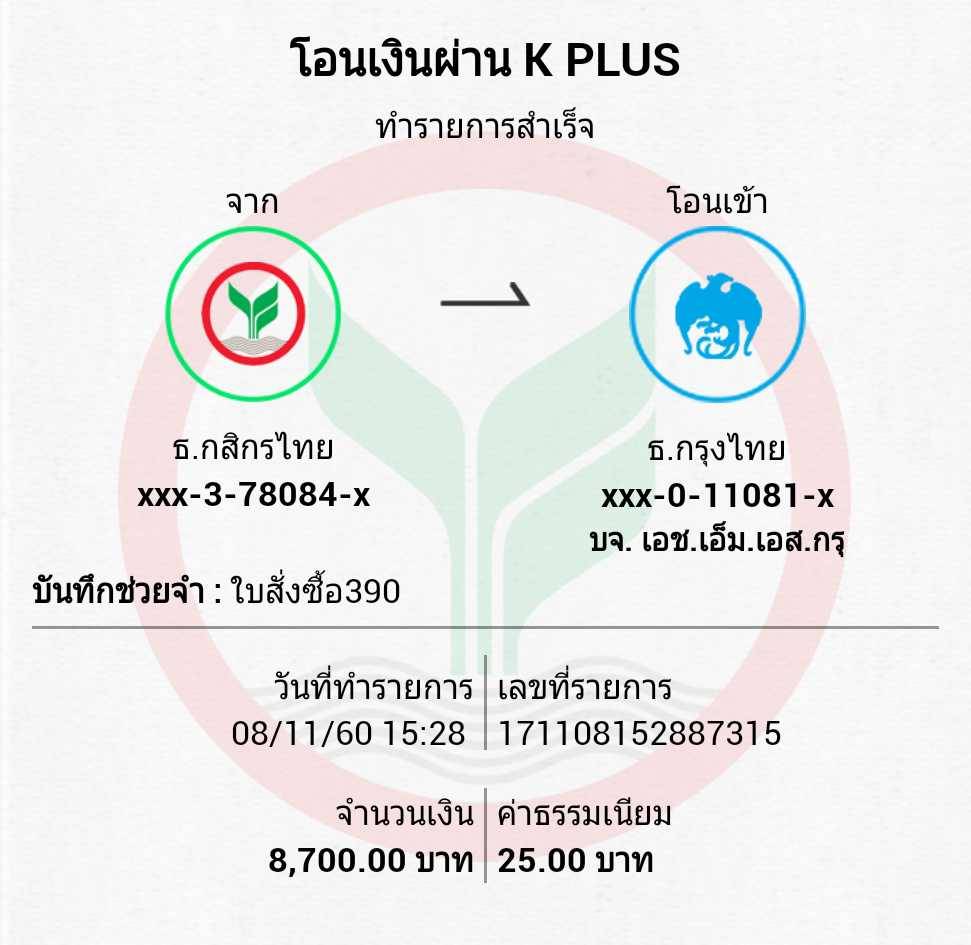 โอนเงินผ่าน K PLUS
ทำรายการสำเร็จ
จาก
โอนเข้า
ธ.กสิกรไทย
xxx-3-78084-x
ธ.กรุงไทย
xxx-0-11081-x
บจ. เอช.เอ็ม.เอส.กรุ
บันทึกช่วยจำ : ใบสั่งซื้อ390
วันที่ทำรายการ
08/11/60 15:28
เลขที่รายการ
171108152887315
จำนวนเงิน
8,700.00 บาท
ค่าธรรมเนียม
25.00 บาท